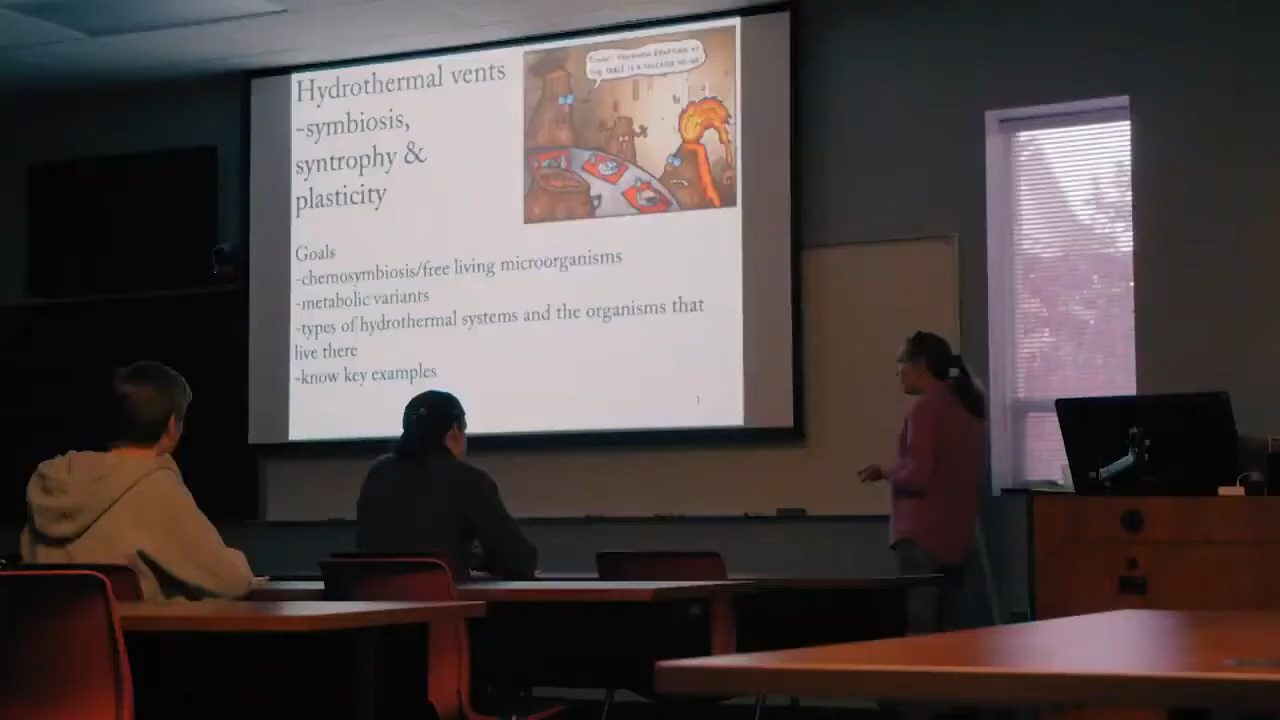 Hydrothermal vents
-symbiosis,
syntrophy &
plasticity
Goals
-chemosymbiosis/free living microorganisms
-metabolic variants
-types of hydrothermal systems and the organisms that
live there
-know key examples